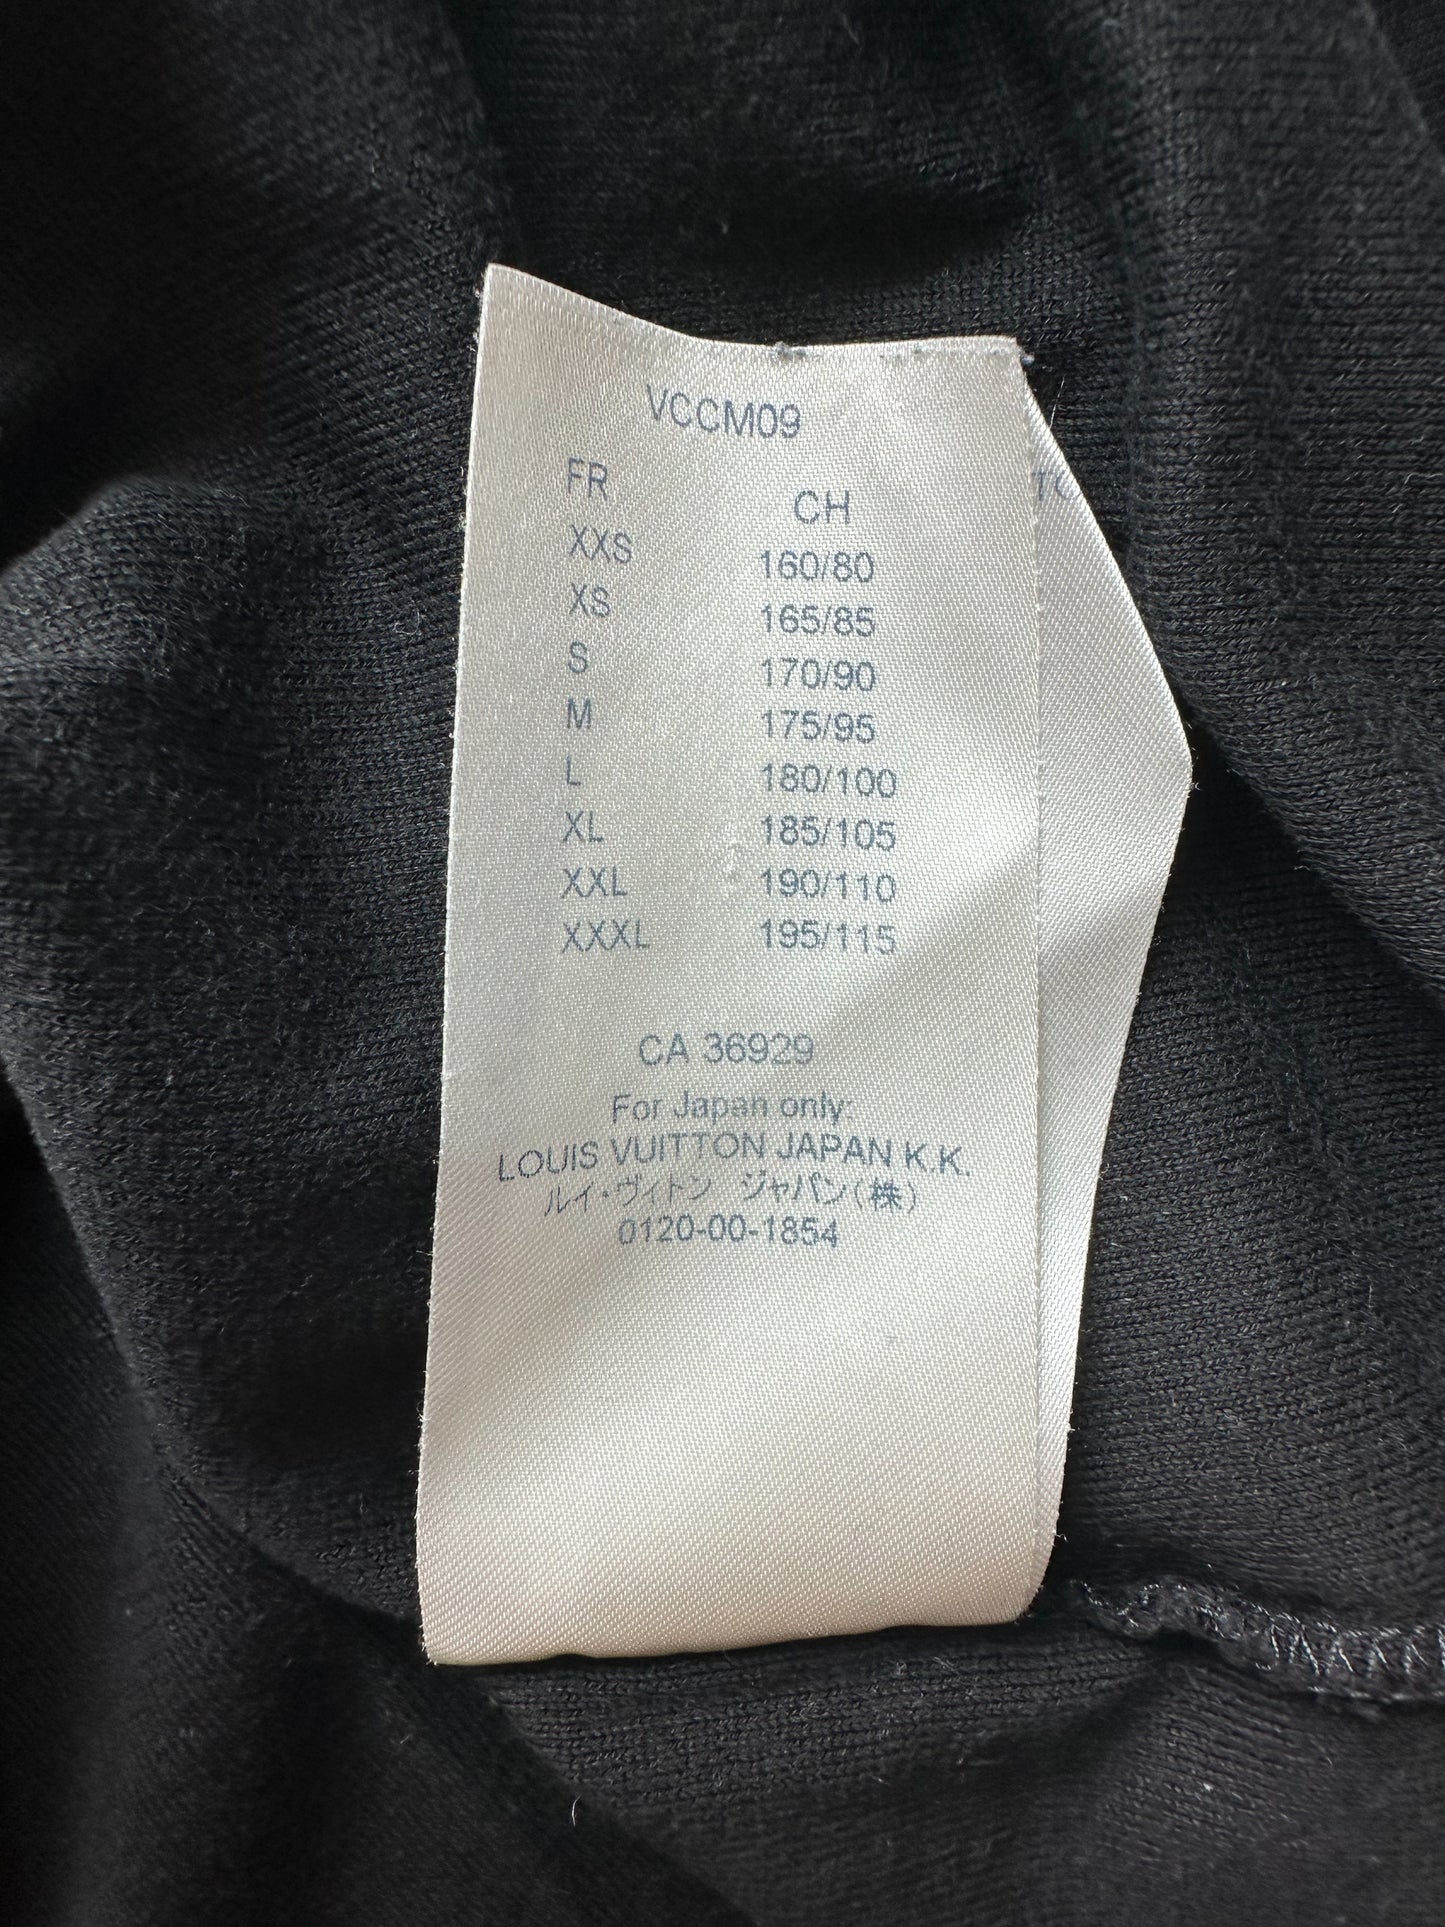 VCCM09
FR CH
XXS 160/80
XS 165/85
S 170/90
M 175/95
L 180/100
XL 185/105
XXL 190/110
XXXL 195/115
CA 36929
For Japan only:
LOUIS VUITTON JAPAN K.K.
ルイ・ヴィトン ジャパン(株)
0120-00-1854